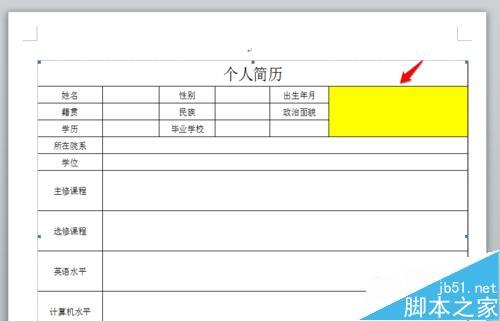 个人简历
姓名 性别 出生年月
籍贯 民族 政治面貌
学历 毕业学校
所在院系
学位
主修课程
选修课程
英语水平
计算机水平
jb51.net
脚本之家